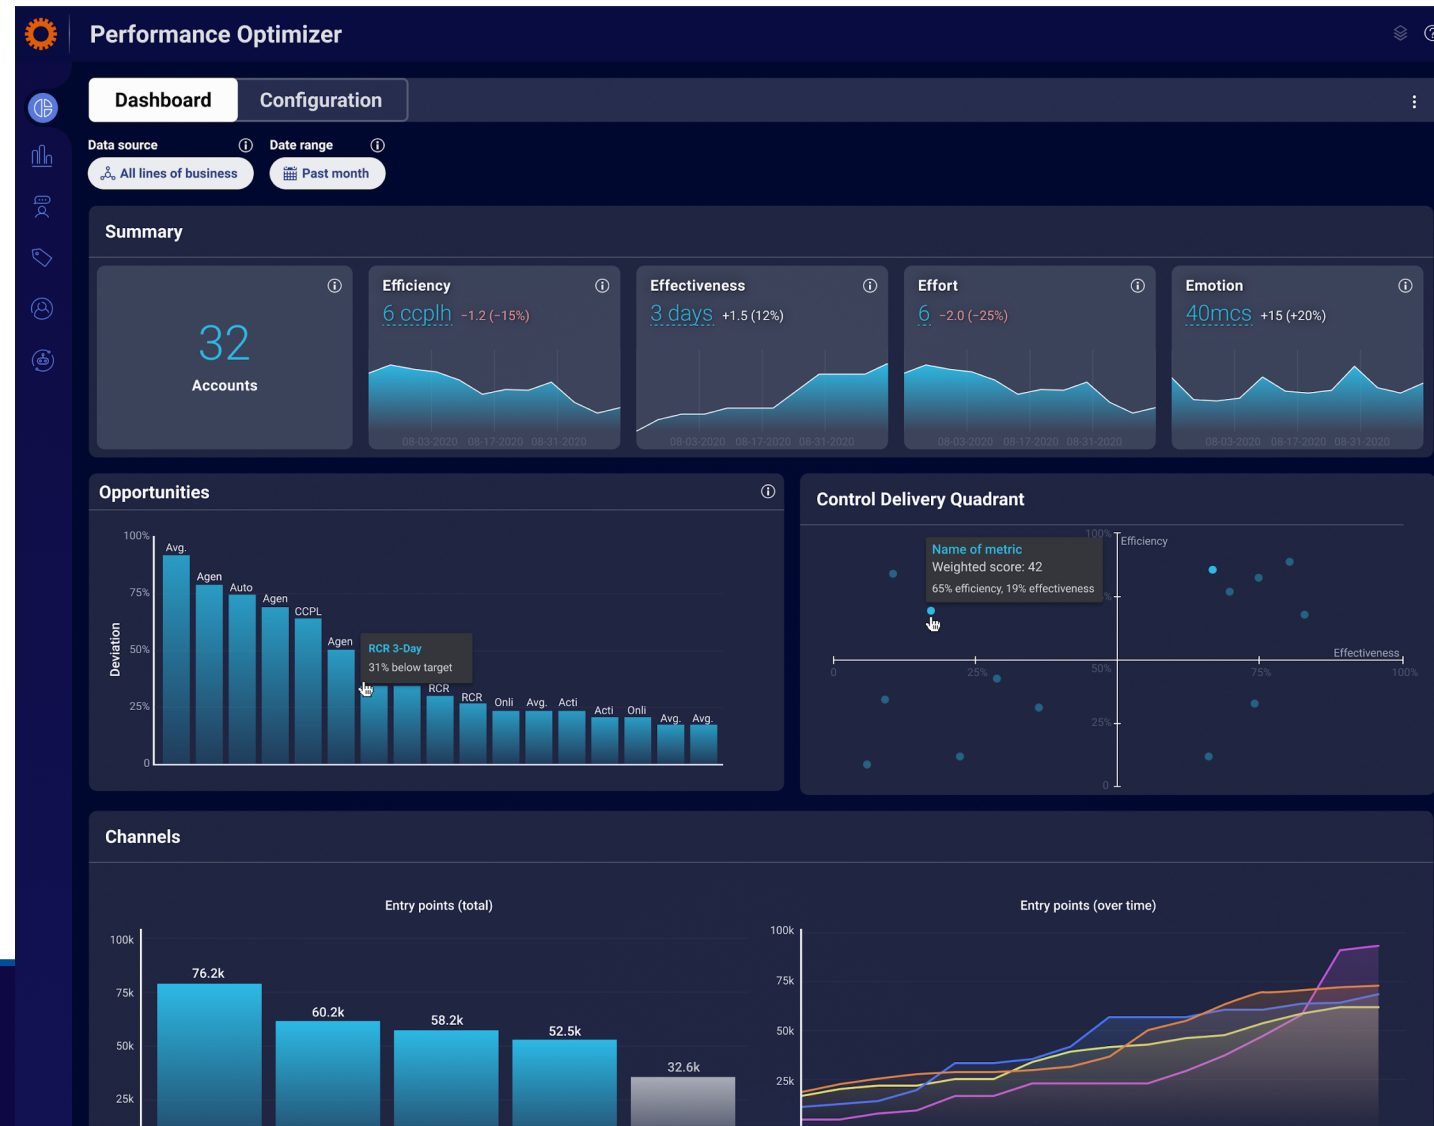 Performance Optimizer
Dashboard
Configuration
Data source
Date range
All lines of business
Past month
Summary
32
Accounts
Efficiency
6 ccplh −1.2 (−15%)
08-03-2020 08-17-2020 08-31-2020
Effectiveness
3 days +1.5 (12%)
08-03-2020 08-17-2020 08-31-2020
Effort
6 −2.0 (−25%)
08-03-2020 08-17-2020 08-31-2020
Emotion
40mcs +15 (+20%)
08-03-2020 08-17-2020 08-31-2020
Opportunities
Deviation
100%
75%
50%
25%
0
Avg.
Agen
Auto
Agen
CCPL
Agen
RCR 3-Day
31% below target
RCR
RCR
Onli
Avg.
Acti
Acti
Onli
Avg.
Avg.
Control Delivery Quadrant
100%
Efficiency
Name of metric
Weighted score: 42
65% efficiency, 19% effectiveness
%
Effectiveness
0
25%
50%
75%
100%
25%
0
Channels
Entry points (total)
100k
75k
50k
25k
76.2k
60.2k
58.2k
52.5k
32.6k
Entry points (over time)
100k
75k
50k
25k